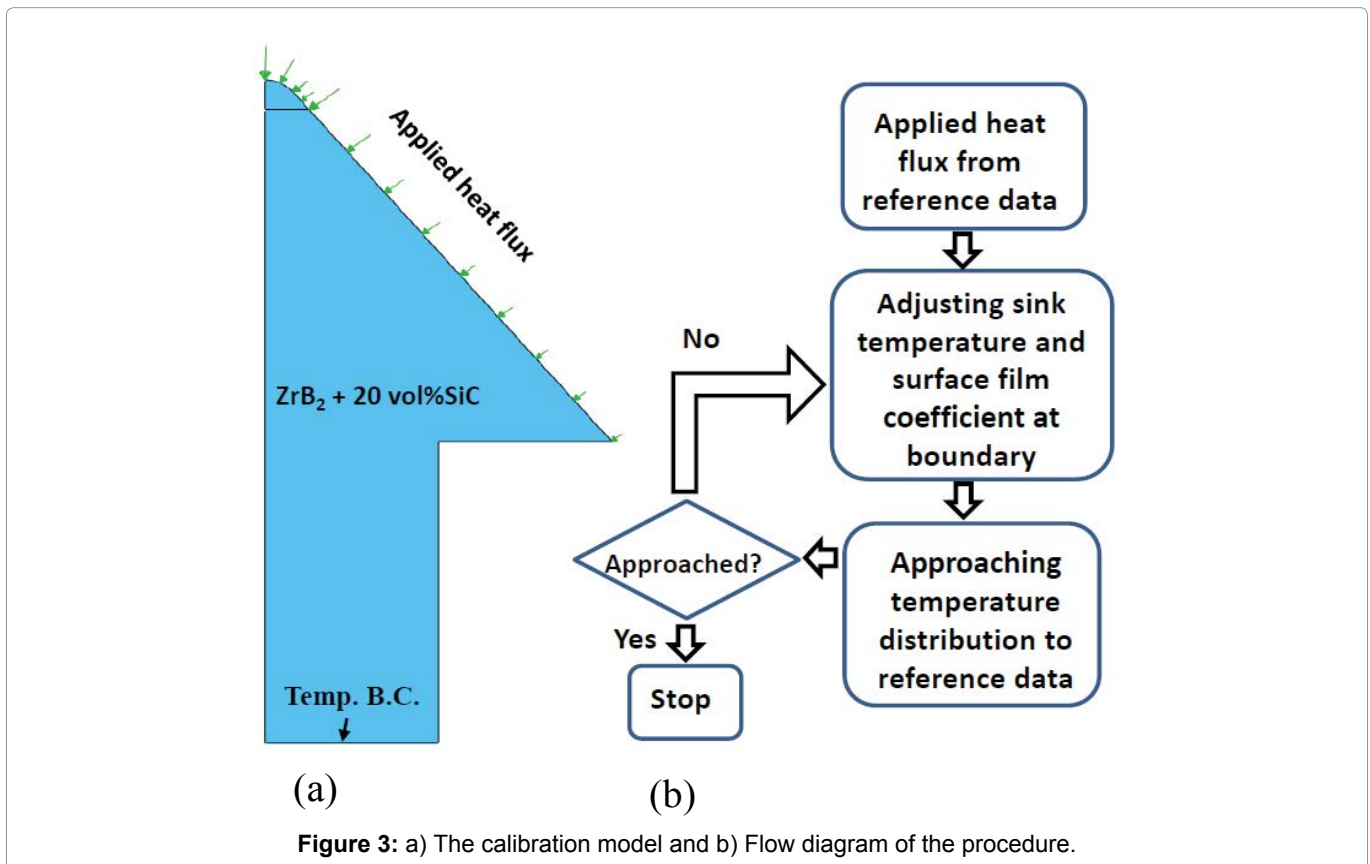 Applied heat flux
ZrB₂ + 20 vol%SiC
Temp. B.C.
(a)
Applied heat
flux from
reference data
Adjusting sink
temperature and
surface film
coefficient at
boundary
Approaching
temperature
distribution to
reference data
Approached?
No
Yes
Stop
(b)
Figure 3: a) The calibration model and b) Flow diagram of the procedure.